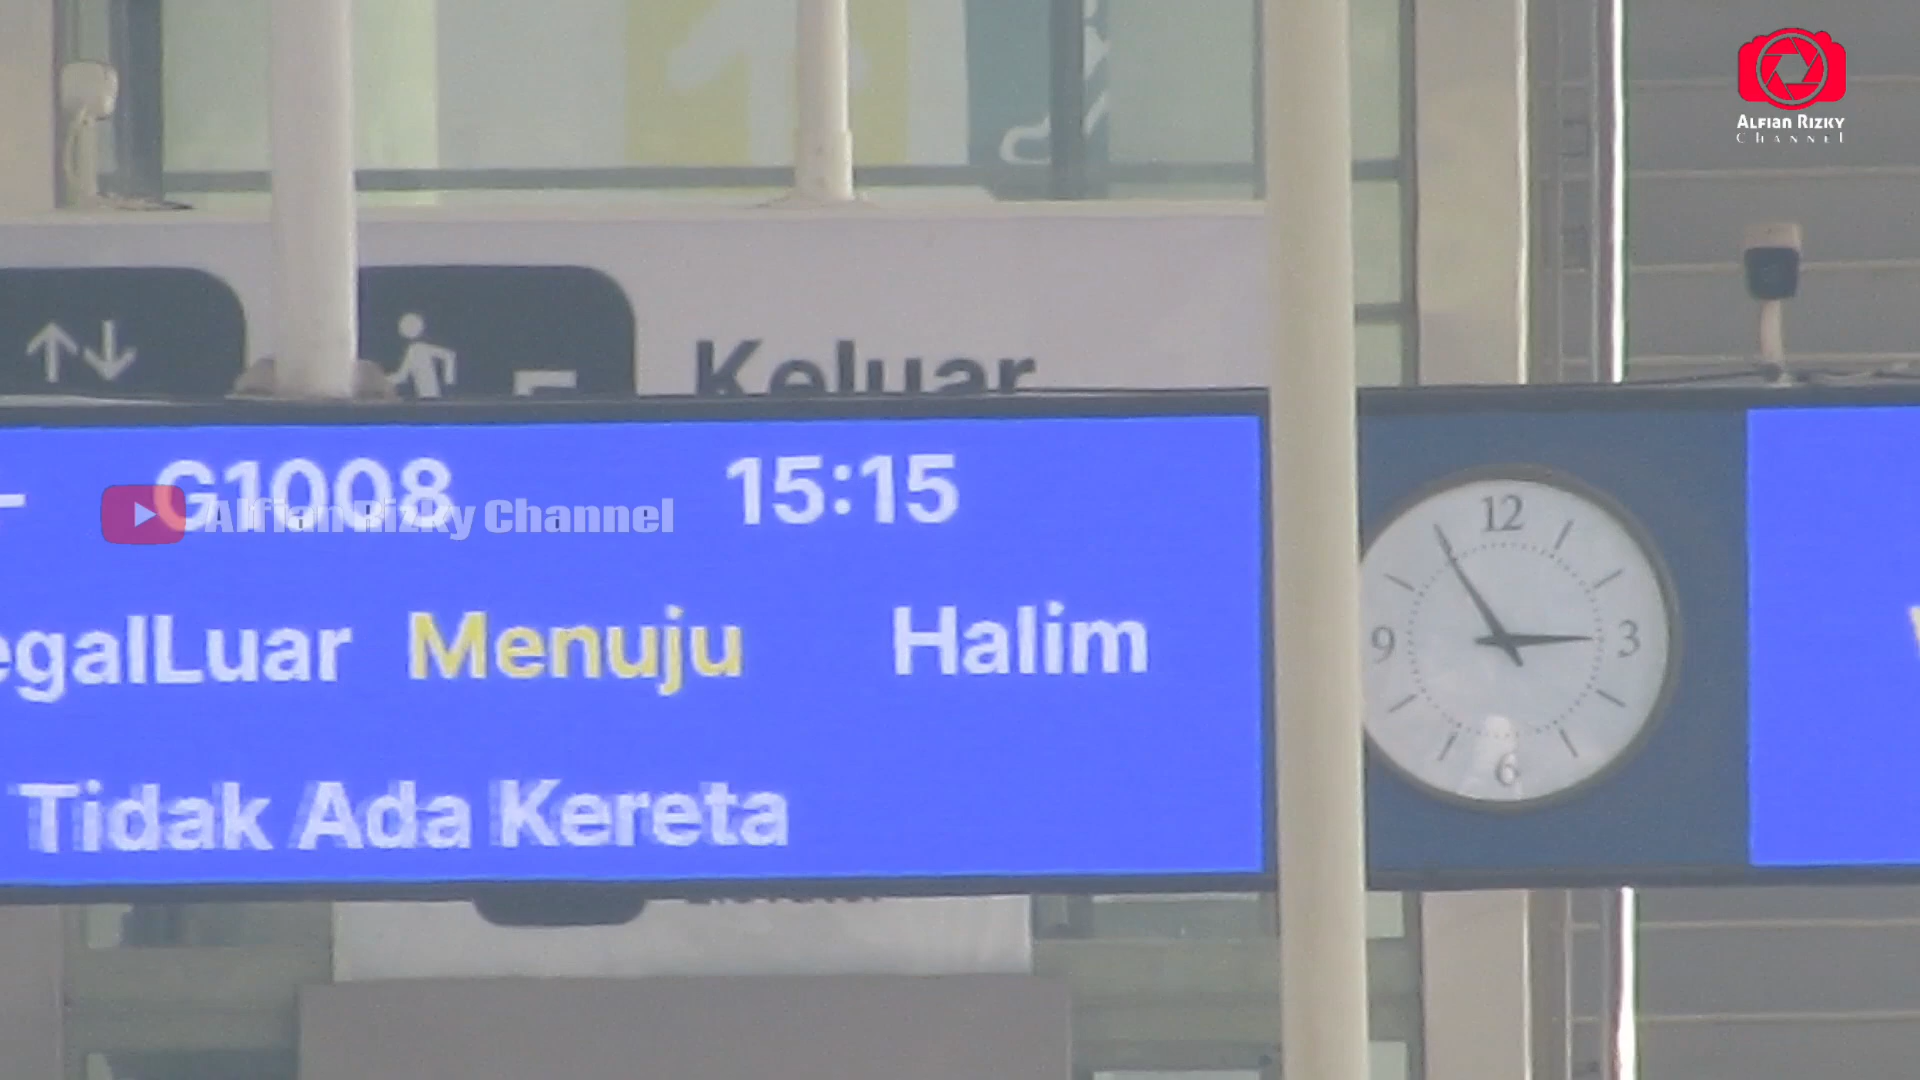 Alfian Rizky
Channel
Keluar
G1008 15:15
Alfian Rizky Channel
egalLuar Menuju Halim
Tidak Ada Kereta
12
9 3
6